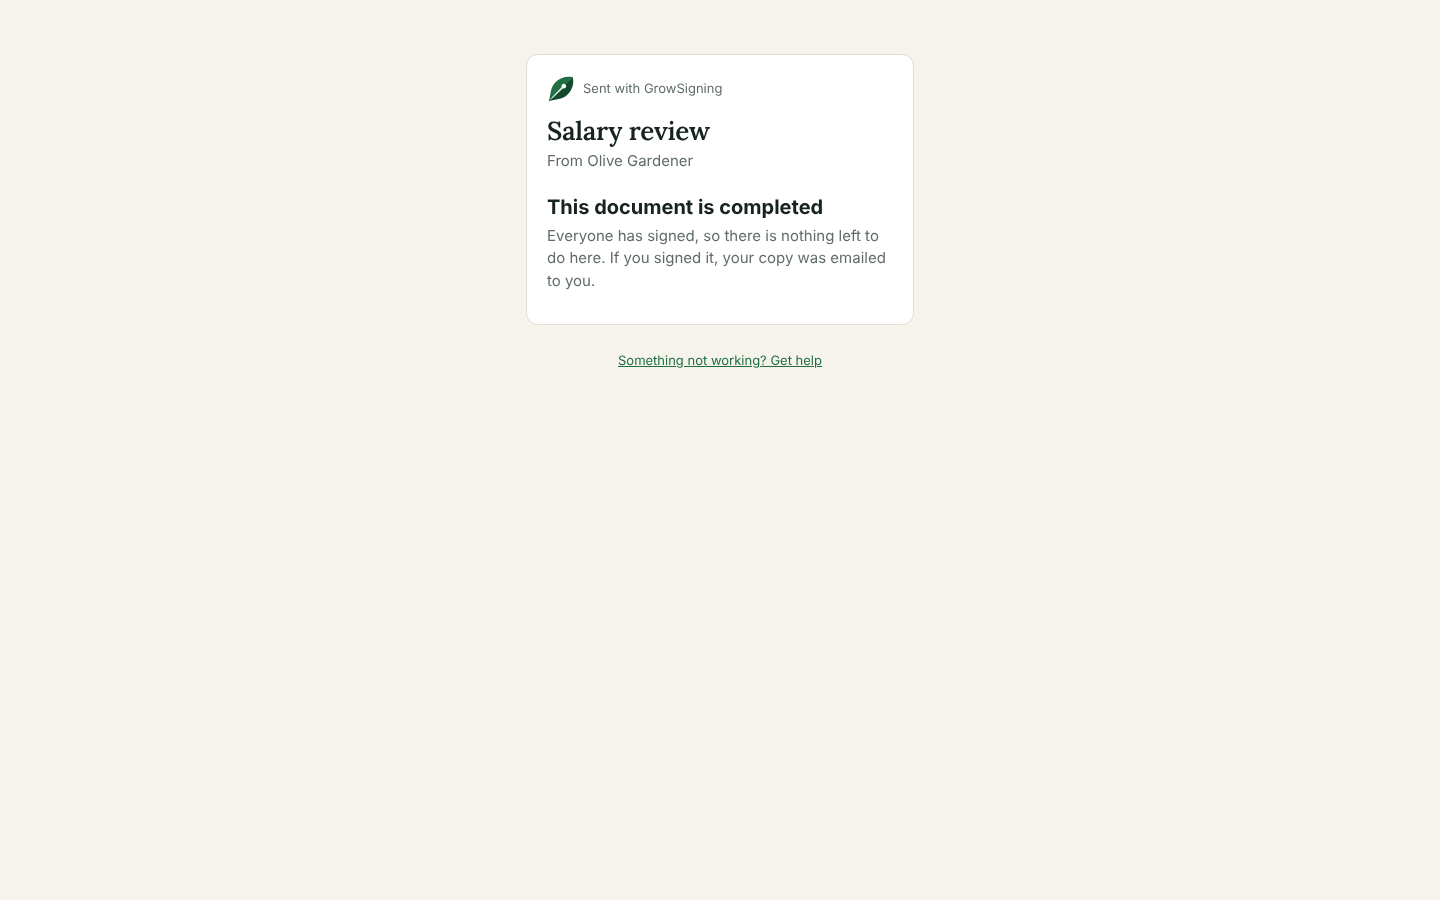 Sent with GrowSigning
Salary review
From Olive Gardener
This document is completed
Everyone has signed, so there is nothing left to
do here. If you signed it, your copy was emailed
to you.
Something not working? Get help